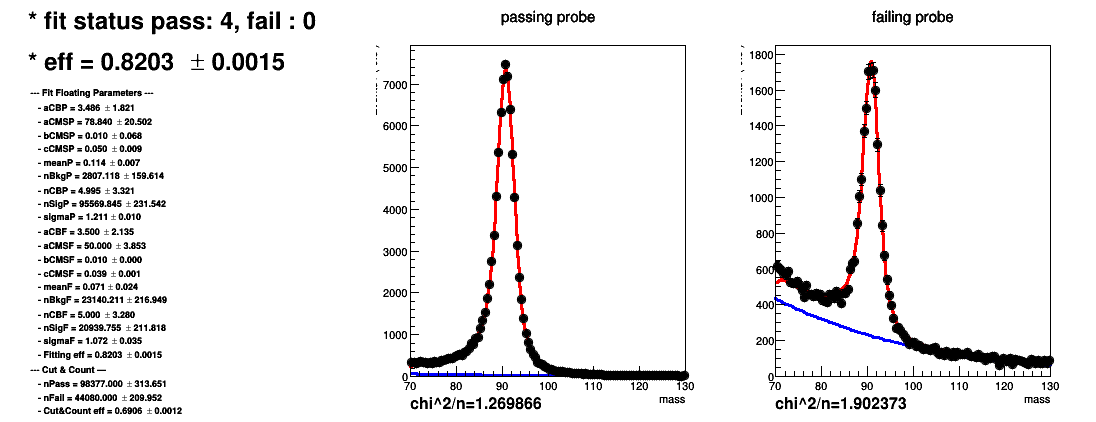 * fit status pass: 4, fail : 0
* eff = 0.8203 ± 0.0015
--- Fit Floating Parameters ---
- aCBP = 3.486 ± 1.821
- aCMSP = 78.840 ± 20.502
- bCMSP = 0.010 ± 0.068
- cCMSP = 0.050 ± 0.009
- meanP = 0.114 ± 0.007
- nBkgP = 2807.118 ± 159.614
- nCBP = 4.995 ± 3.321
- nSigP = 95569.845 ± 231.542
- sigmaP = 1.211 ± 0.010
- aCBF = 3.500 ± 2.135
- aCMSF = 50.000 ± 3.853
- bCMSF = 0.010 ± 0.000
- cCMSF = 0.039 ± 0.001
- meanF = 0.071 ± 0.024
- nBkgF = 23140.211 ± 216.949
- nCBF = 5.000 ± 3.280
- nSigF = 20939.755 ± 211.818
- sigmaF = 1.072 ± 0.035
- Fitting eff = 0.8203 ± 0.0015
--- Cut & Count ---
- nPass = 98377.000 ± 313.651
- nFail = 44080.000 ± 209.952
- Cut&Count eff = 0.6906 ± 0.0012
passing probe
7000
6000
5000
4000
3000
2000
1000
0
70 80 90 100 110 120 130
mass
chi^2/n=1.269866
failing probe
1800
1600
1400
1200
1000
800
600
400
200
0
70 80 90 100 110 120 130
mass
chi^2/n=1.902373